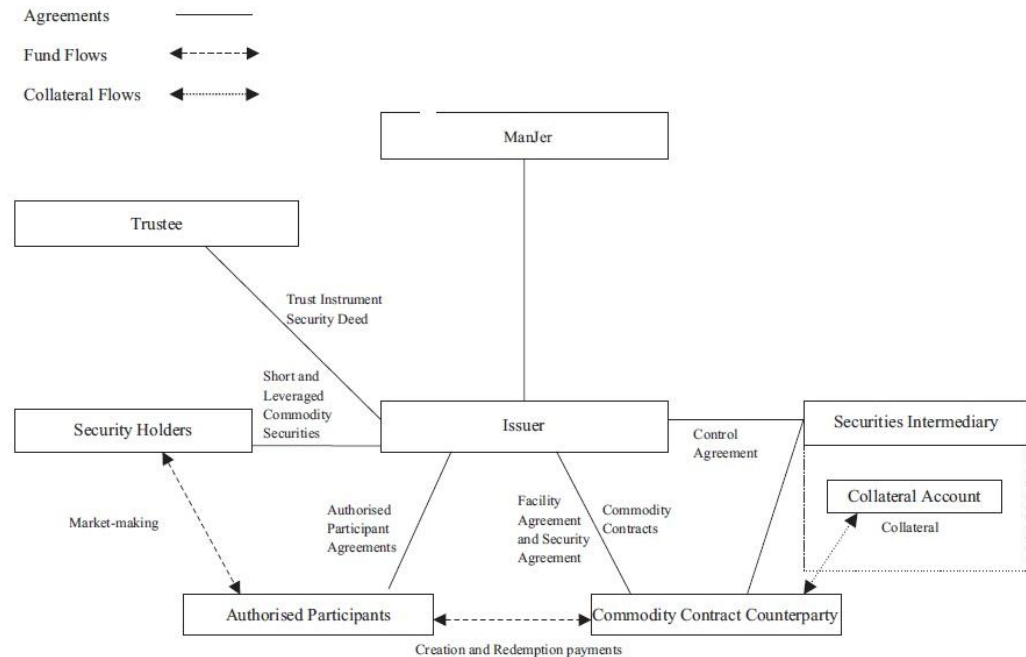 Agreements
Fund Flows
Collateral Flows
ManJer
Trustee
Trust Instrument
Security Deed
Short and
Leveraged
Commodity
Securities
Security Holders
Issuer
Control
Agreement
Securities Intermediary
Collateral Account
Collateral
Market-making
Authorised
Participant
Agreements
Facility
Agreement
and Security
Agreement
Commodity
Contracts
Authorised Participants
Commodity Contract Counterparty
Creation and Redemption payments